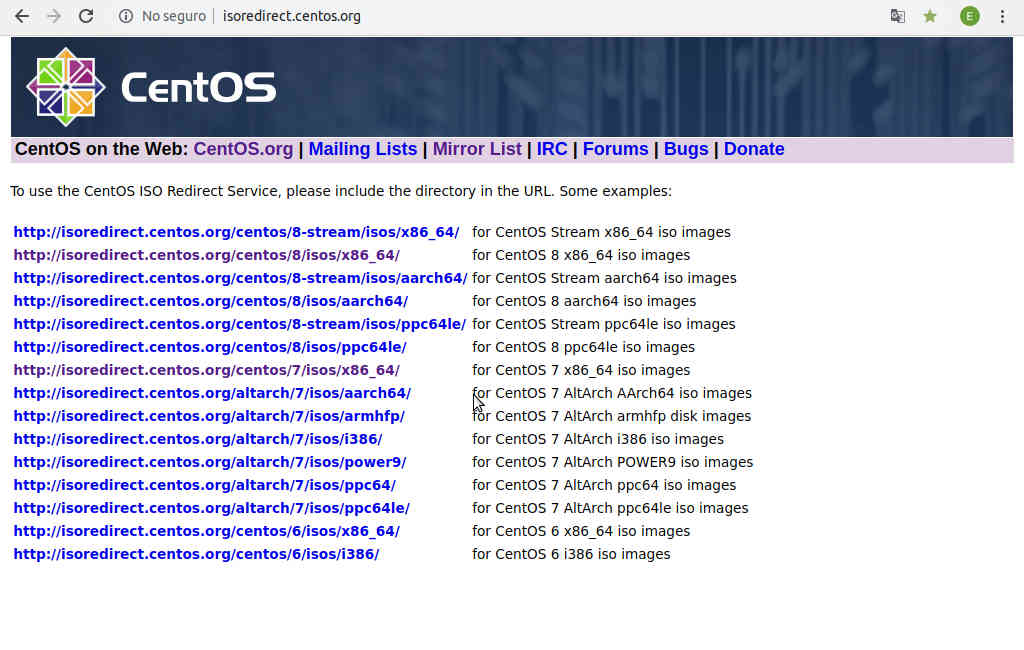 No seguro isoredirect.centos.org E
CentOS
CentOS on the Web: CentOS.org | Mailing Lists | Mirror List | IRC | Forums | Bugs | Donate
To use the CentOS ISO Redirect Service, please include the directory in the URL. Some examples:
http://isoredirect.centos.org/centos/8-stream/isos/x86_64/ for CentOS Stream x86_64 iso images
http://isoredirect.centos.org/centos/8/isos/x86_64/ for CentOS 8 x86_64 iso images
http://isoredirect.centos.org/centos/8-stream/isos/aarch64/ for CentOS Stream aarch64 iso images
http://isoredirect.centos.org/centos/8/isos/aarch64/ for CentOS 8 aarch64 iso images
http://isoredirect.centos.org/centos/8-stream/isos/ppc64le/ for CentOS Stream ppc64le iso images
http://isoredirect.centos.org/centos/8/isos/ppc64le/ for CentOS 8 ppc64le iso images
http://isoredirect.centos.org/centos/7/isos/x86_64/ for CentOS 7 x86_64 iso images
http://isoredirect.centos.org/altarch/7/isos/aarch64/ for CentOS 7 AltArch AArch64 iso images
http://isoredirect.centos.org/altarch/7/isos/armhfp/ for CentOS 7 AltArch armhfp disk images
http://isoredirect.centos.org/altarch/7/isos/i386/ for CentOS 7 AltArch i386 iso images
http://isoredirect.centos.org/altarch/7/isos/power9/ for CentOS 7 AltArch POWER9 iso images
http://isoredirect.centos.org/altarch/7/isos/ppc64/ for CentOS 7 AltArch ppc64 iso images
http://isoredirect.centos.org/altarch/7/isos/ppc64le/ for CentOS 7 AltArch ppc64le iso images
http://isoredirect.centos.org/centos/6/isos/x86_64/ for CentOS 6 x86_64 iso images
http://isoredirect.centos.org/centos/6/isos/i386/ for CentOS 6 i386 iso images